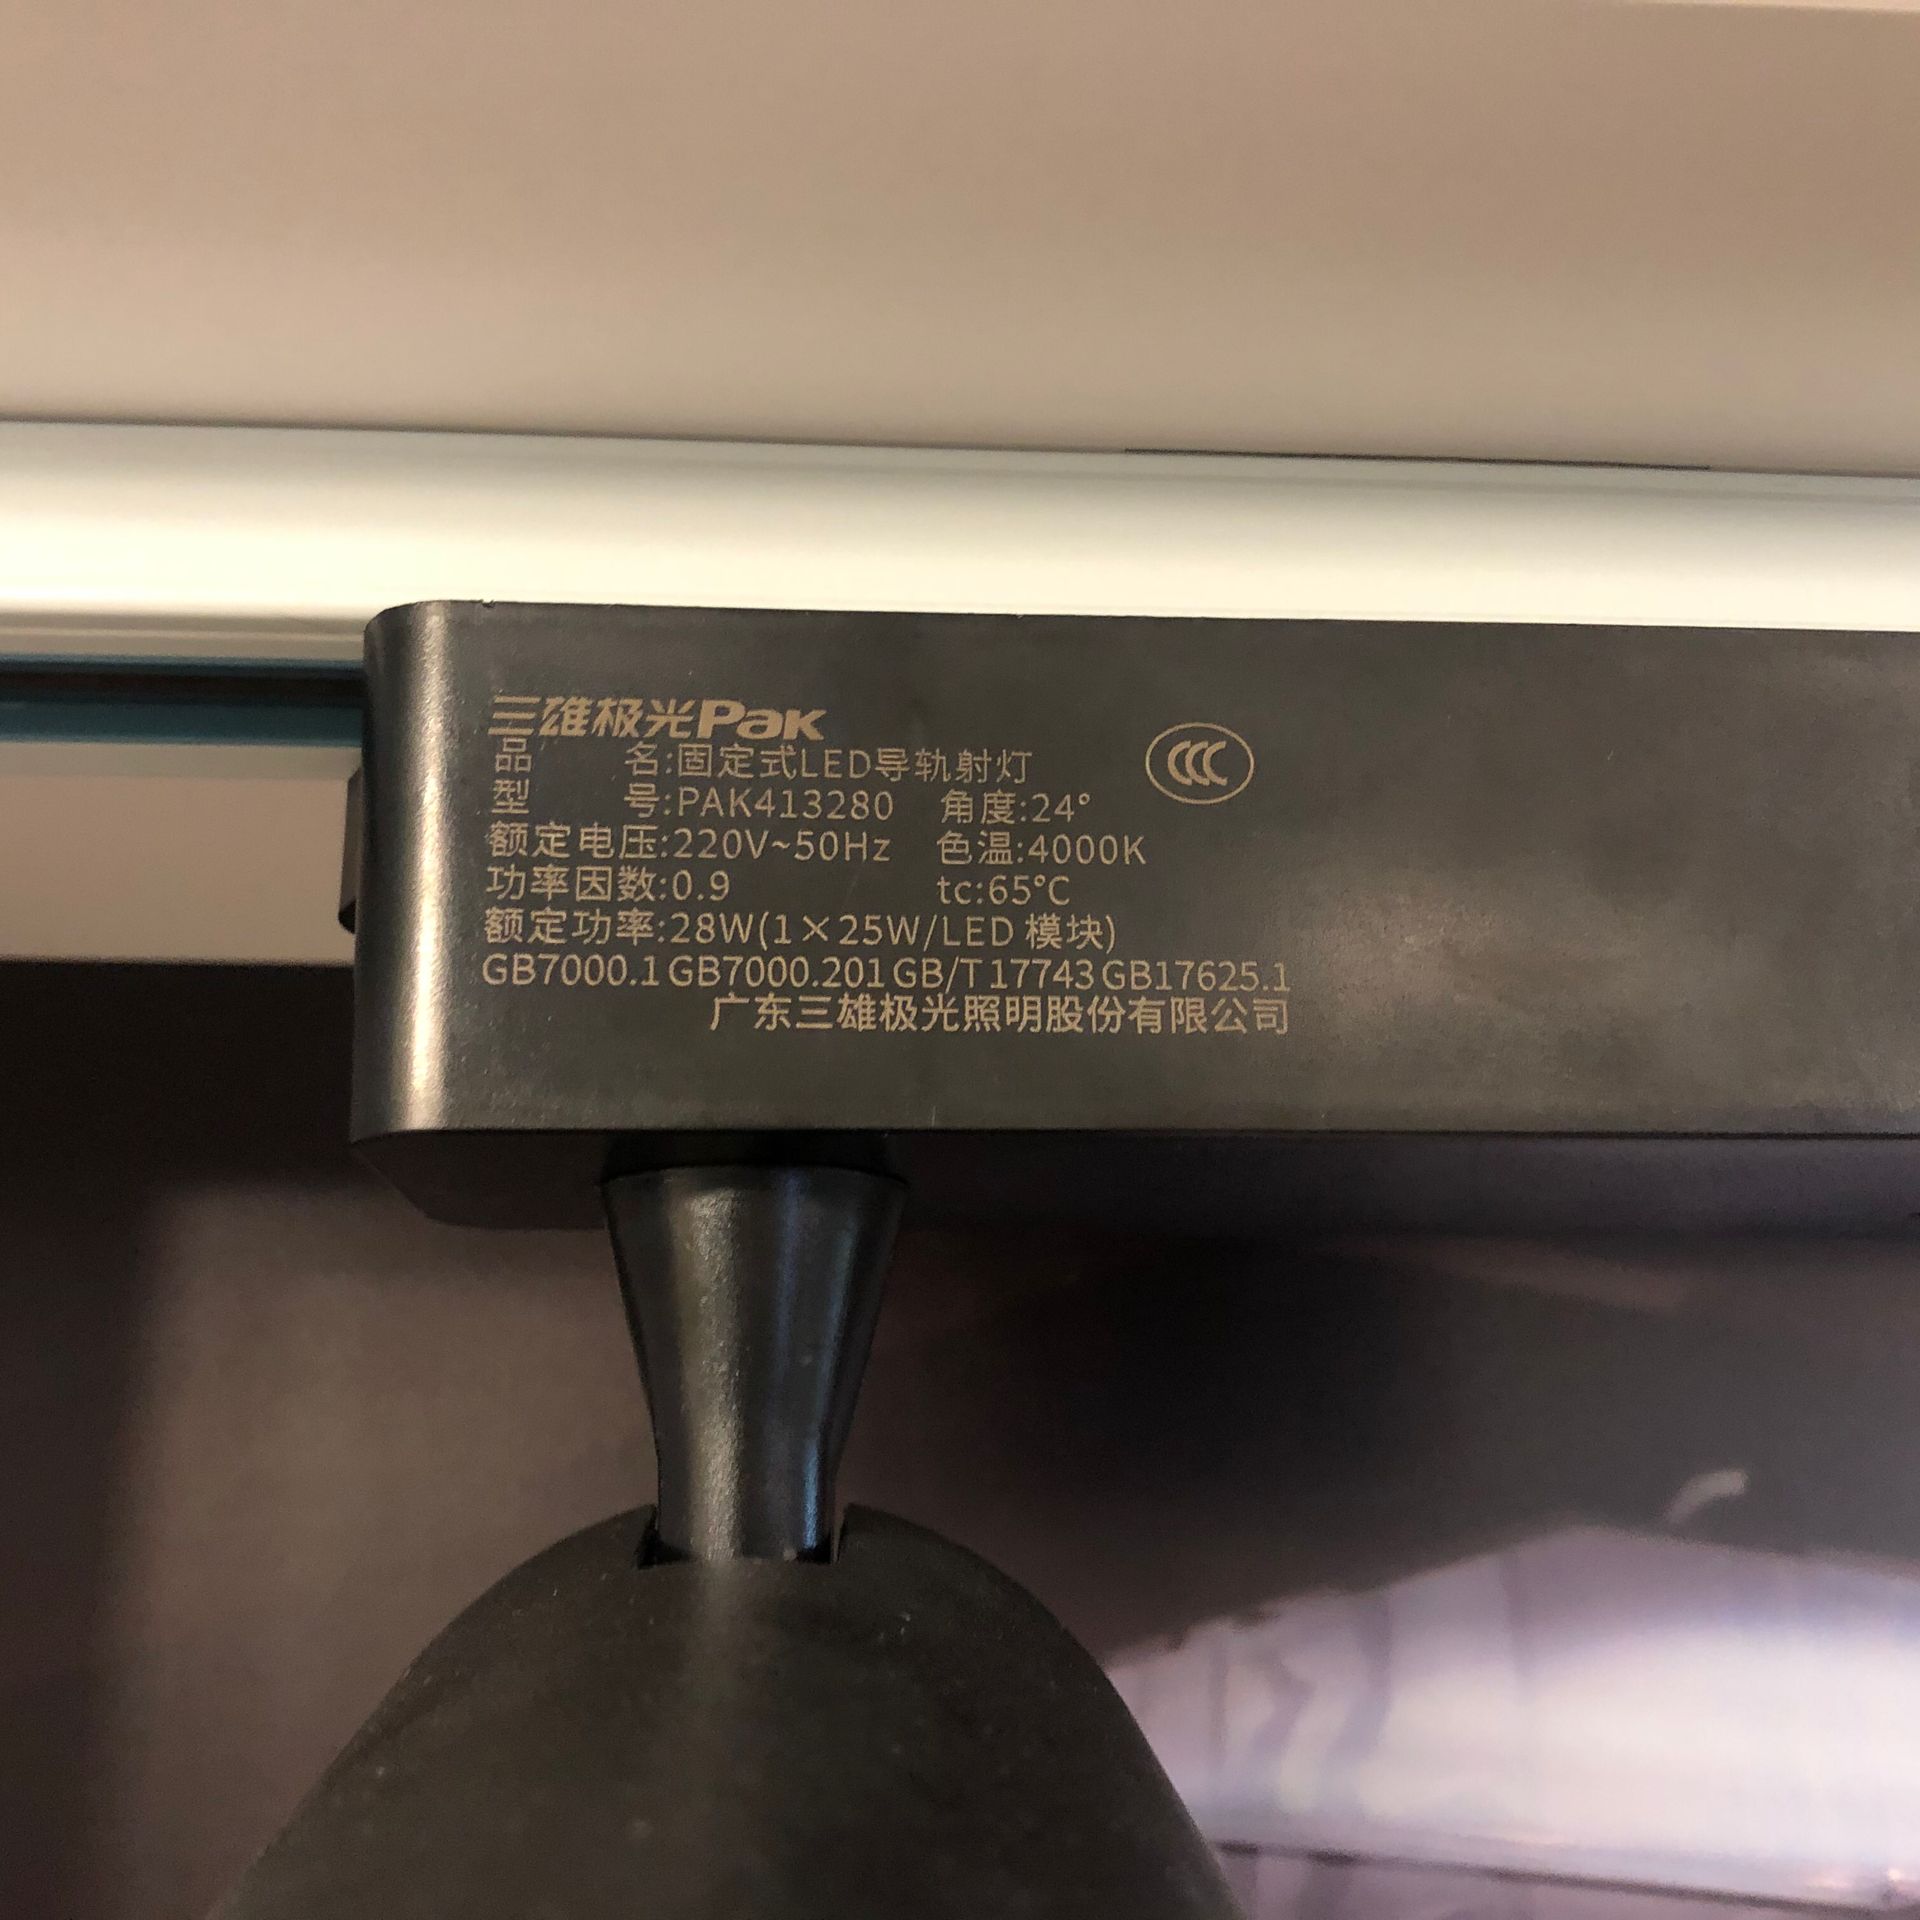 三雄极光Pak
品 名:固定式LED导轨射灯
型 号:PAK413280 角度:24°
额定电压:220V~50Hz 色温:4000K
功率因数:0.9 tc:65℃
额定功率:28W(1×25W/LED 模块)
GB7000.1 GB7000.201 GB/T 17743 GB17625.1
广东三雄极光照明股份有限公司
CCC